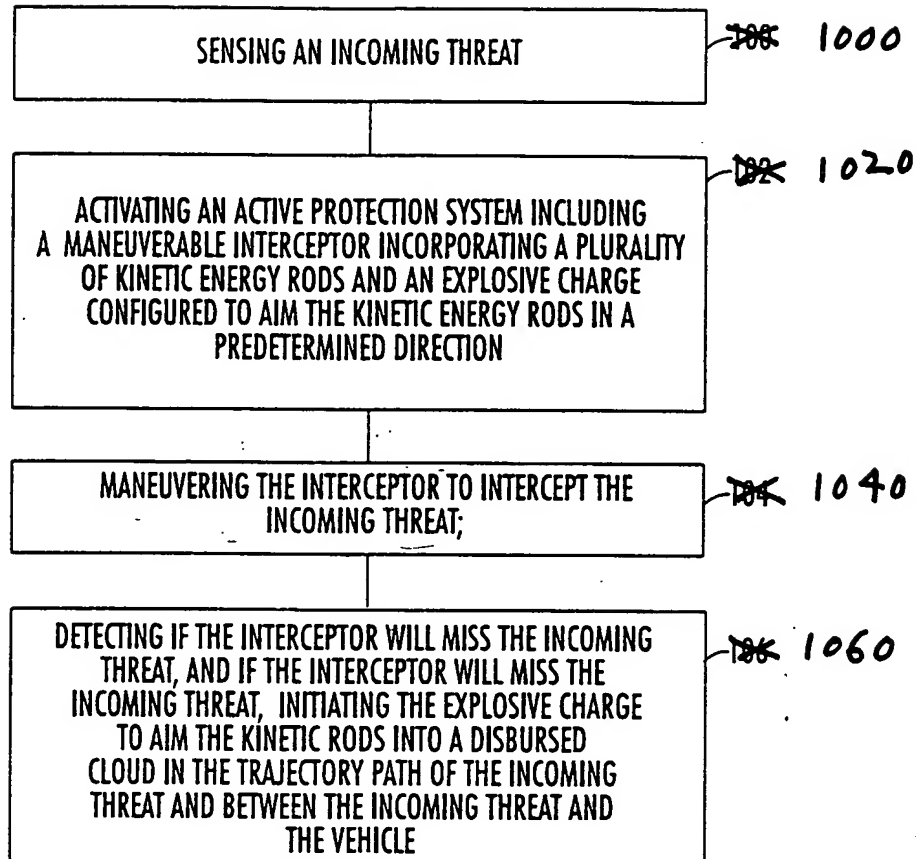 SENSING AN INCOMING THREAT
100 1000
ACTIVATING AN ACTIVE PROTECTION SYSTEM INCLUDING
A MANEUVERABLE INTERCEPTOR INCORPORATING A PLURALITY
OF KINETIC ENERGY RODS AND AN EXPLOSIVE CHARGE
CONFIGURED TO AIM THE KINETIC ENERGY RODS IN A
PREDETERMINED DIRECTION
102 1020
MANEUVERING THE INTERCEPTOR TO INTERCEPT THE
INCOMING THREAT;
104 1040
DETECTING IF THE INTERCEPTOR WILL MISS THE INCOMING
THREAT, AND IF THE INTERCEPTOR WILL MISS THE
INCOMING THREAT, INITIATING THE EXPLOSIVE CHARGE
TO AIM THE KINETIC RODS INTO A DISBURSED
CLOUD IN THE TRAJECTORY PATH OF THE INCOMING
THREAT AND BETWEEN THE INCOMING THREAT AND
THE VEHICLE
106 1060